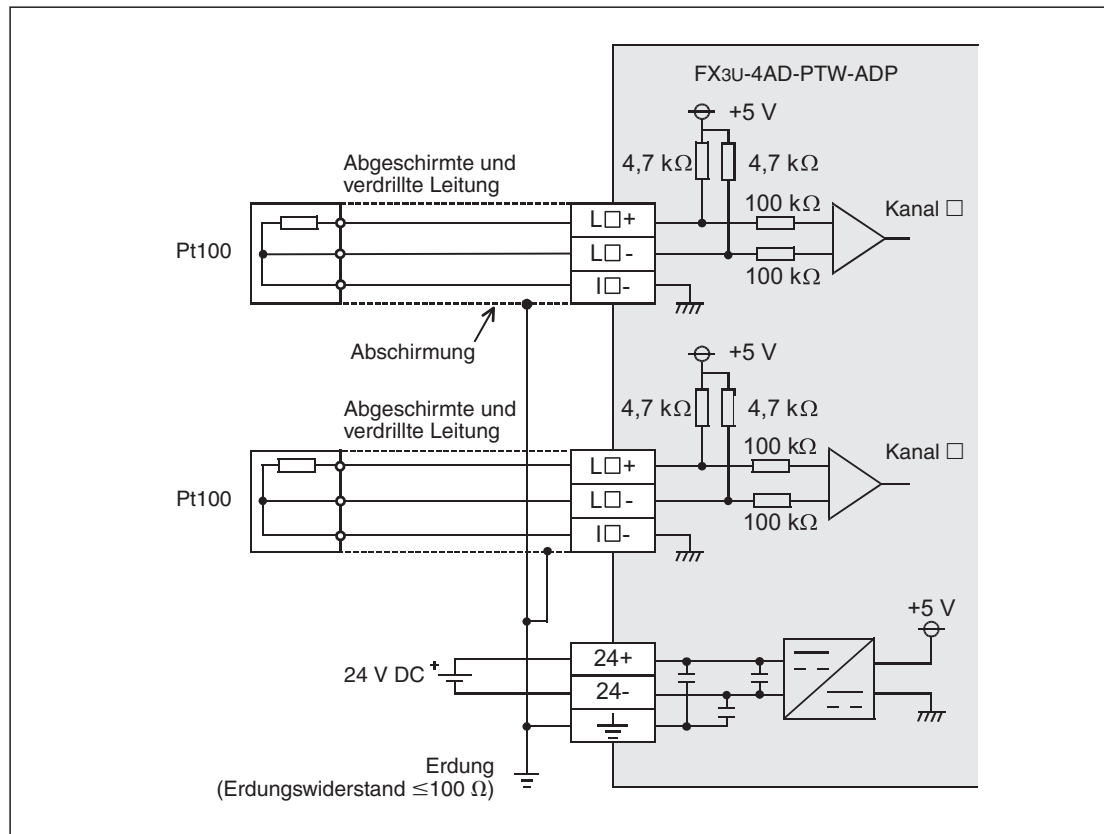 FX3U-4AD-PTW-ADP
+5 V
4,7 kΩ
4,7 kΩ
Abgeschirmte und
verdrillte Leitung
100 kΩ
Kanal □
L□+
Pt100
L□-
100 kΩ
I□-
Abschirmung
+5 V
4,7 kΩ
4,7 kΩ
Abgeschirmte und
verdrillte Leitung
100 kΩ
Kanal □
L□+
Pt100
L□-
100 kΩ
I□-
+5 V
24+
24 V DC
+
24-
Erdung
(Erdungswiderstand ≤100 Ω)